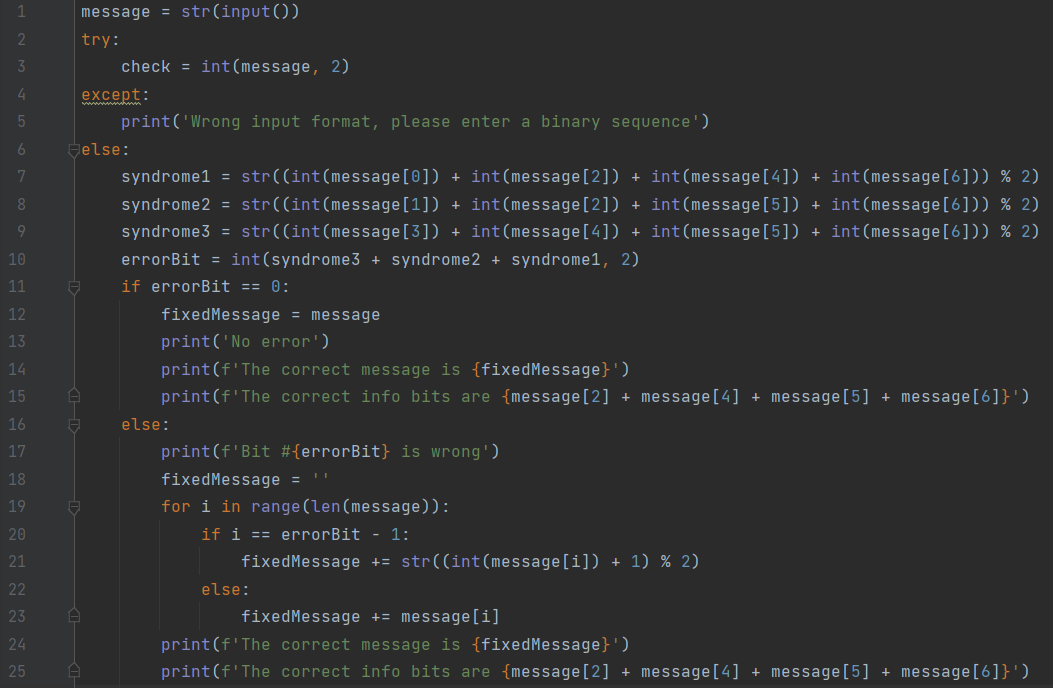 1 message = str(input())
2 try:
3     check = int(message, 2)
4 except:
5     print('Wrong input format, please enter a binary sequence')
6 else:
7     syndrome1 = str((int(message[0]) + int(message[2]) + int(message[4]) + int(message[6])) % 2)
8     syndrome2 = str((int(message[1]) + int(message[2]) + int(message[5]) + int(message[6])) % 2)
9     syndrome3 = str((int(message[3]) + int(message[4]) + int(message[5]) + int(message[6])) % 2)
10     errorBit = int(syndrome3 + syndrome2 + syndrome1, 2)
11     if errorBit == 0:
12         fixedMessage = message
13         print('No error')
14         print(f'The correct message is {fixedMessage}')
15         print(f'The correct info bits are {message[2] + message[4] + message[5] + message[6]}')
16     else:
17         print(f'Bit #{errorBit} is wrong')
18         fixedMessage = ''
19         for i in range(len(message)):
20             if i == errorBit - 1:
21                 fixedMessage += str((int(message[i]) + 1) % 2)
22             else:
23                 fixedMessage += message[i]
24         print(f'The correct message is {fixedMessage}')
25         print(f'The correct info bits are {message[2] + message[4] + message[5] + message[6]}')